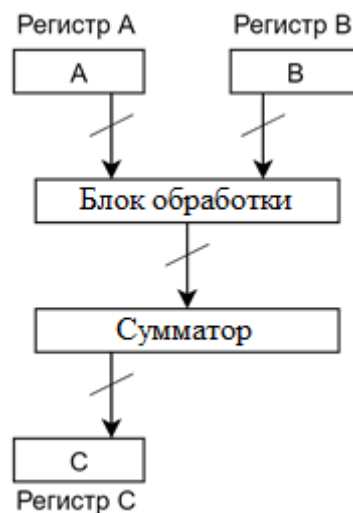 Регистр А Регистр В
А В
Блок обработки
Сумматор
С
Регистр С